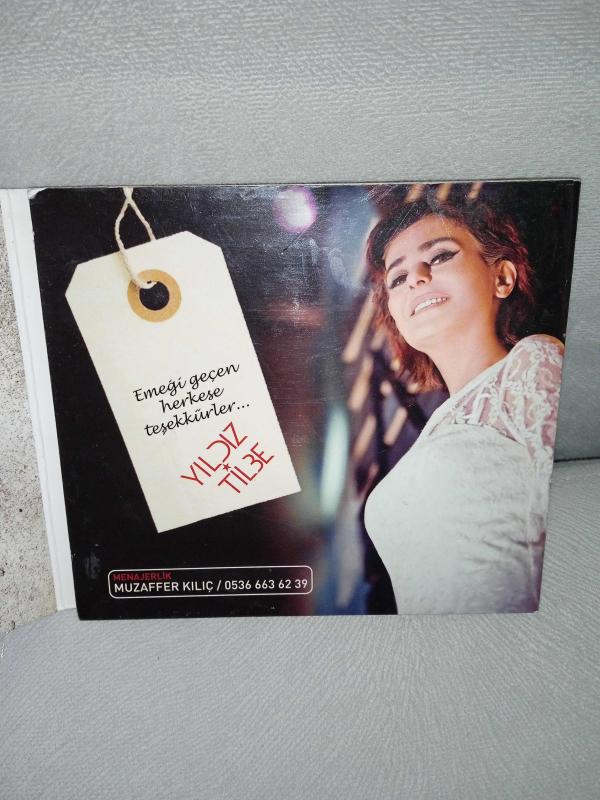 Emeği geçen
herkese
teşekkürler...
YILDIZ
TİLBE
MENAJERLİK
MUZAFFER KILIÇ / 0536 663 62 39